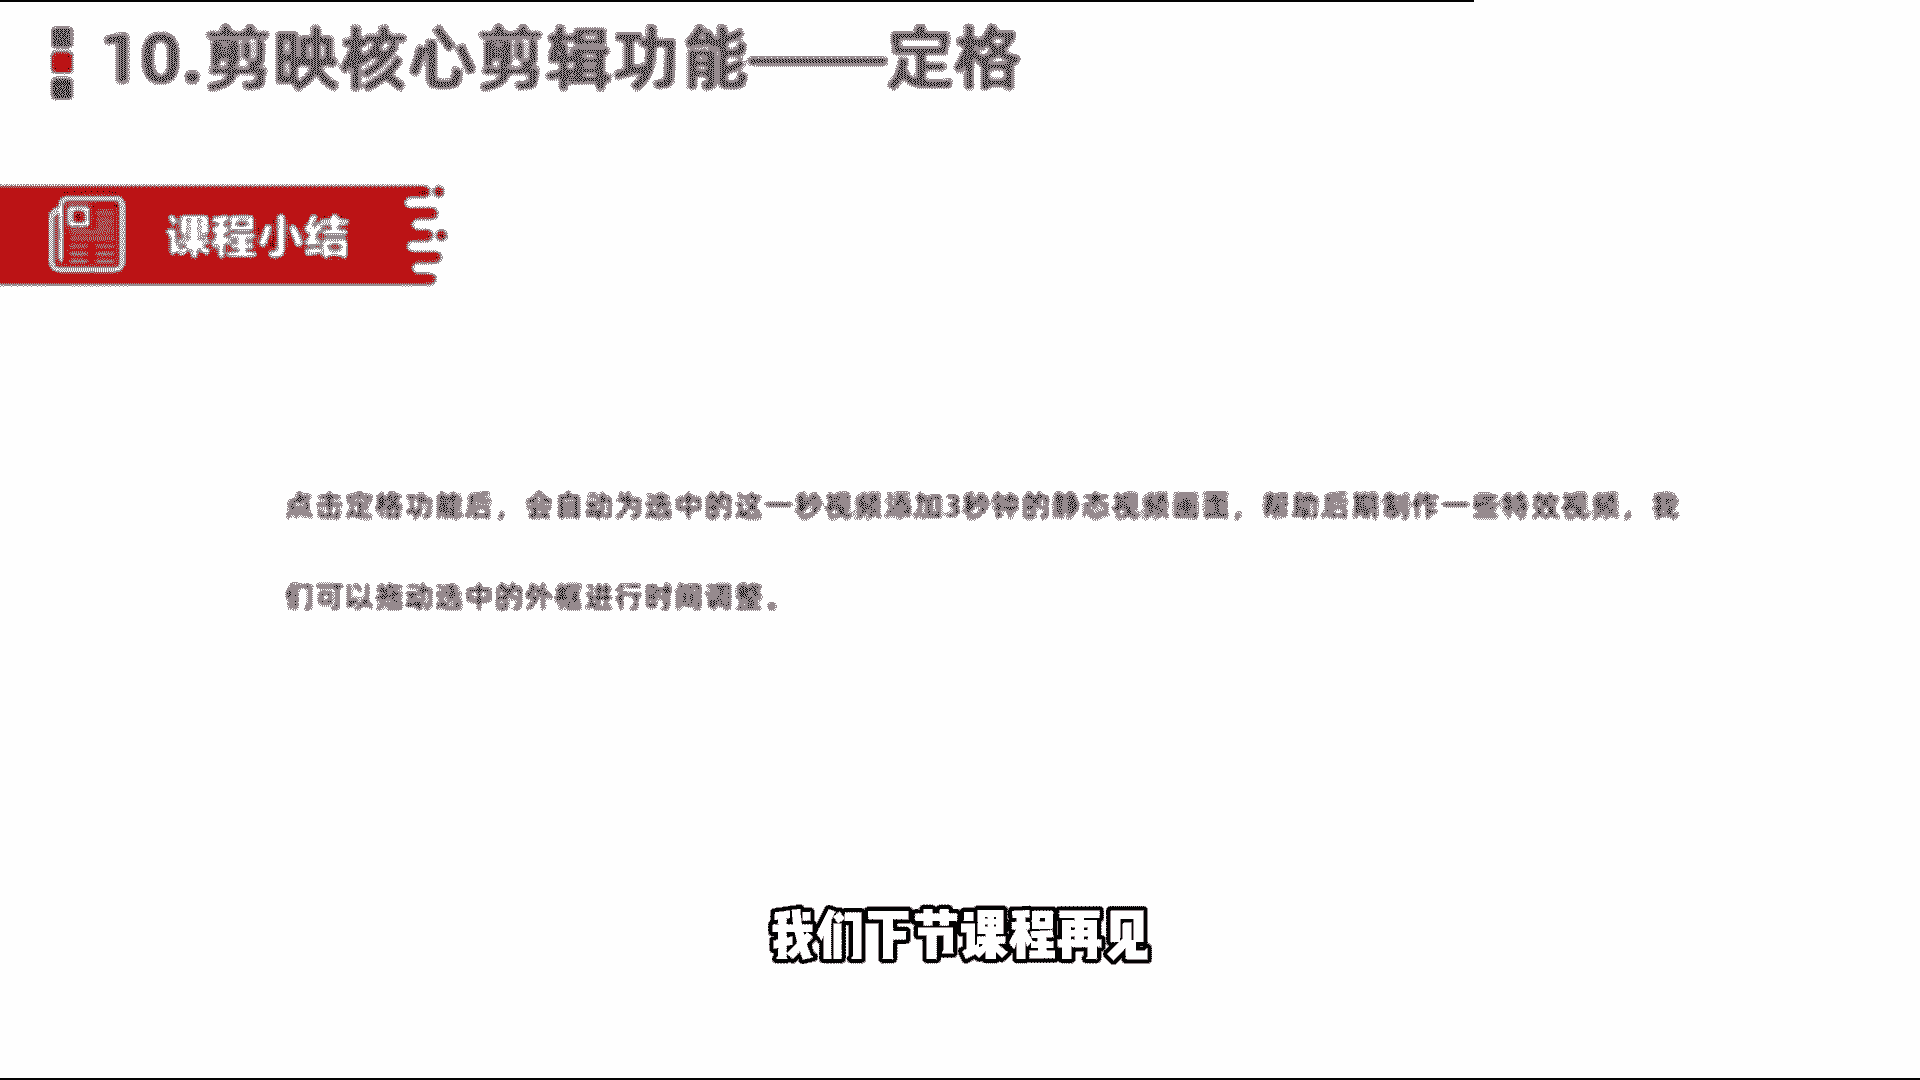 10.剪映核心剪辑功能——定格
课程小结
点击定格功能后，会自动为选中的这一秒视频添加3秒钟的静态视频画面，帮助后期制作一些特效视频，我
们可以拖动选中的外框进行时间调整。
我们下节课程再见